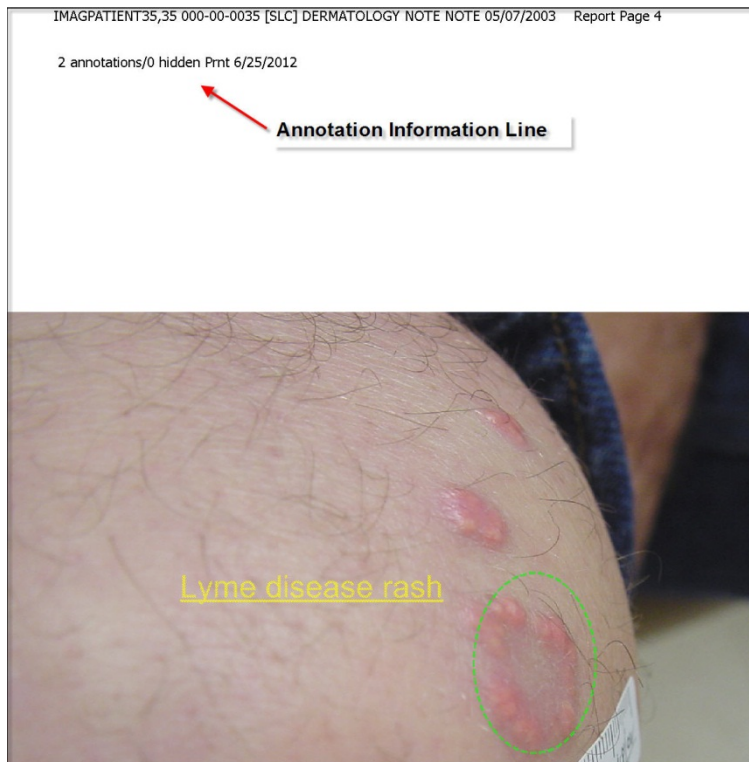 IMAGPATIENT35,35 000-00-0035 [SLC] DERMATOLOGY NOTE NOTE 05/07/2003 Report Page 4
2 annotations/0 hidden Prnt 6/25/2012
Annotation Information Line
Lyme disease rash